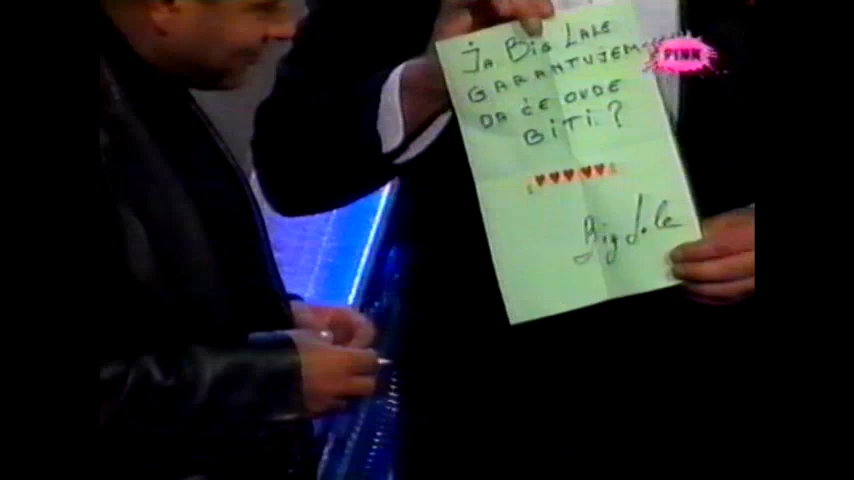 Ja Big Lale
GARANTUJEM
DA ĆE OVDE
BiTi.?
Big Lale
PINK